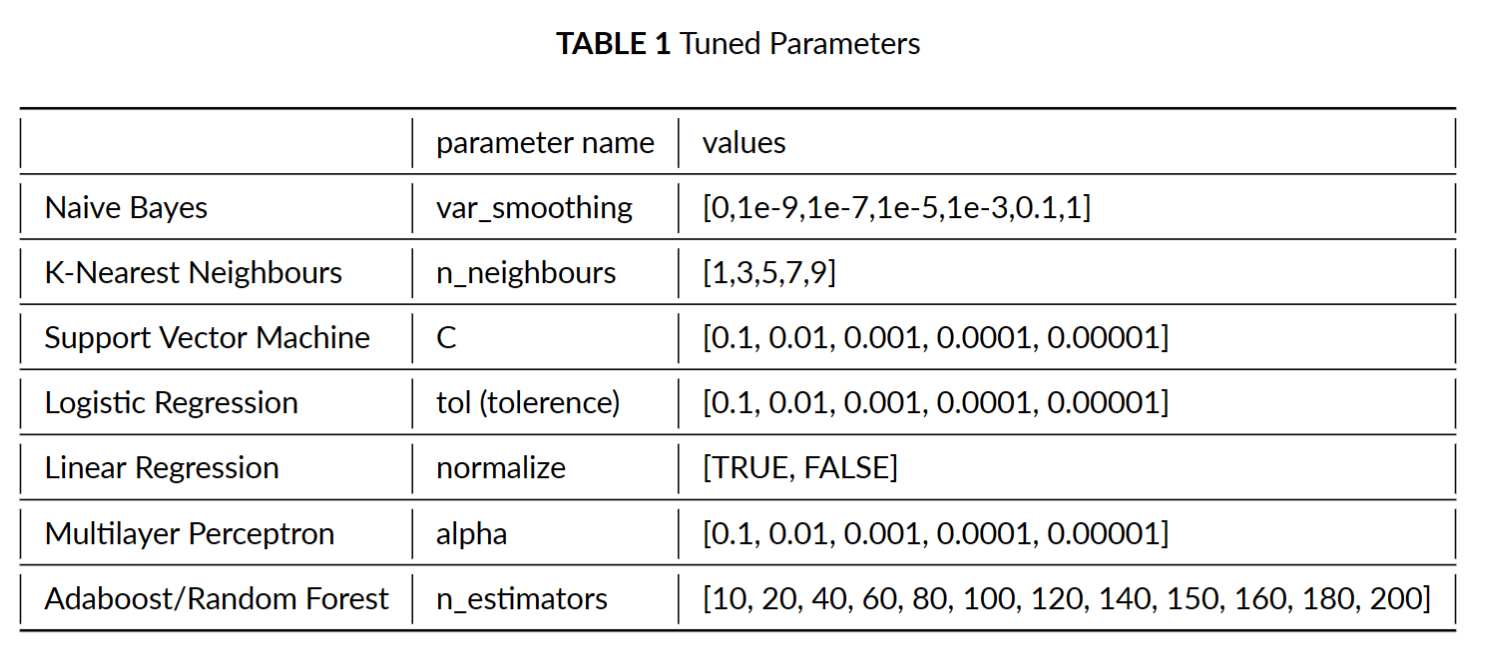 TABLE 1 Tuned Parameters
parameter name values
Naive Bayes var_smoothing [0,1e-9,1e-7,1e-5,1e-3,0.1,1]
K-Nearest Neighbours n_neighbours [1,3,5,7,9]
Support Vector Machine C [0.1, 0.01, 0.001, 0.0001, 0.00001]
Logistic Regression tol (tolerence) [0.1, 0.01, 0.001, 0.0001, 0.00001]
Linear Regression normalize [TRUE, FALSE]
Multilayer Perceptron alpha [0.1, 0.01, 0.001, 0.0001, 0.00001]
Adaboost/Random Forest n_estimators [10, 20, 40, 60, 80, 100, 120, 140, 150, 160, 180, 200]